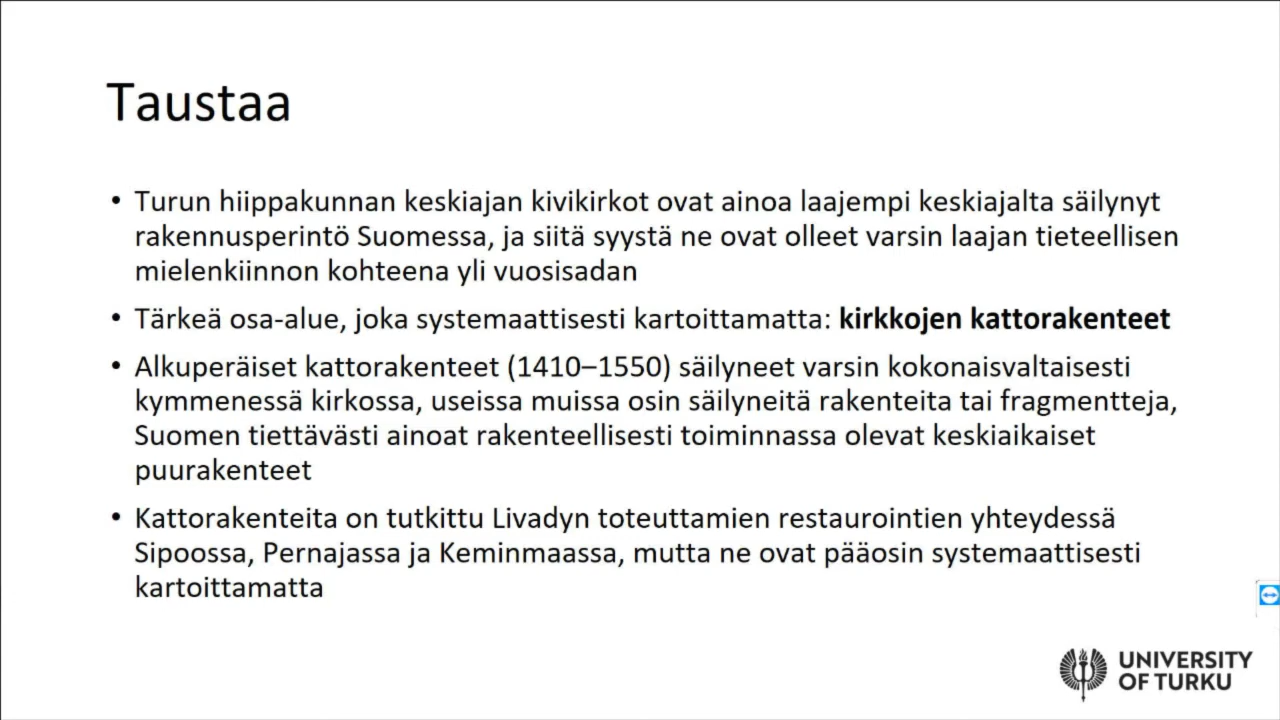 Taustaa
• Turun hiippakunnan keskiajan kivikirkot ovat ainoa laajempi keskiajalta säilynyt
rakennusperintö Suomessa, ja siitä syystä ne ovat olleet varsin laajan tieteellisen
mielenkiinnon kohteena yli vuosisadan
• Tärkeä osa-alue, joka systemaattisesti kartoittamatta: kirkkojen kattorakenteet
• Alkuperäiset kattorakenteet (1410–1550) säilyneet varsin kokonaisvaltaisesti
kymmenessä kirkossa, useissa muissa osin säilyneitä rakenteita tai fragmentteja,
Suomen tiettävästi ainoat rakenteellisesti toiminnassa olevat keskiaikaiset
puurakenteet
• Kattorakenteita on tutkittu Livadyn toteuttamien restaurointien yhteydessä
Sipoossa, Pernajassa ja Keminmaassa, mutta ne ovat pääosin systemaattisesti
kartoittamatta
UNIVERSITY
OF TURKU